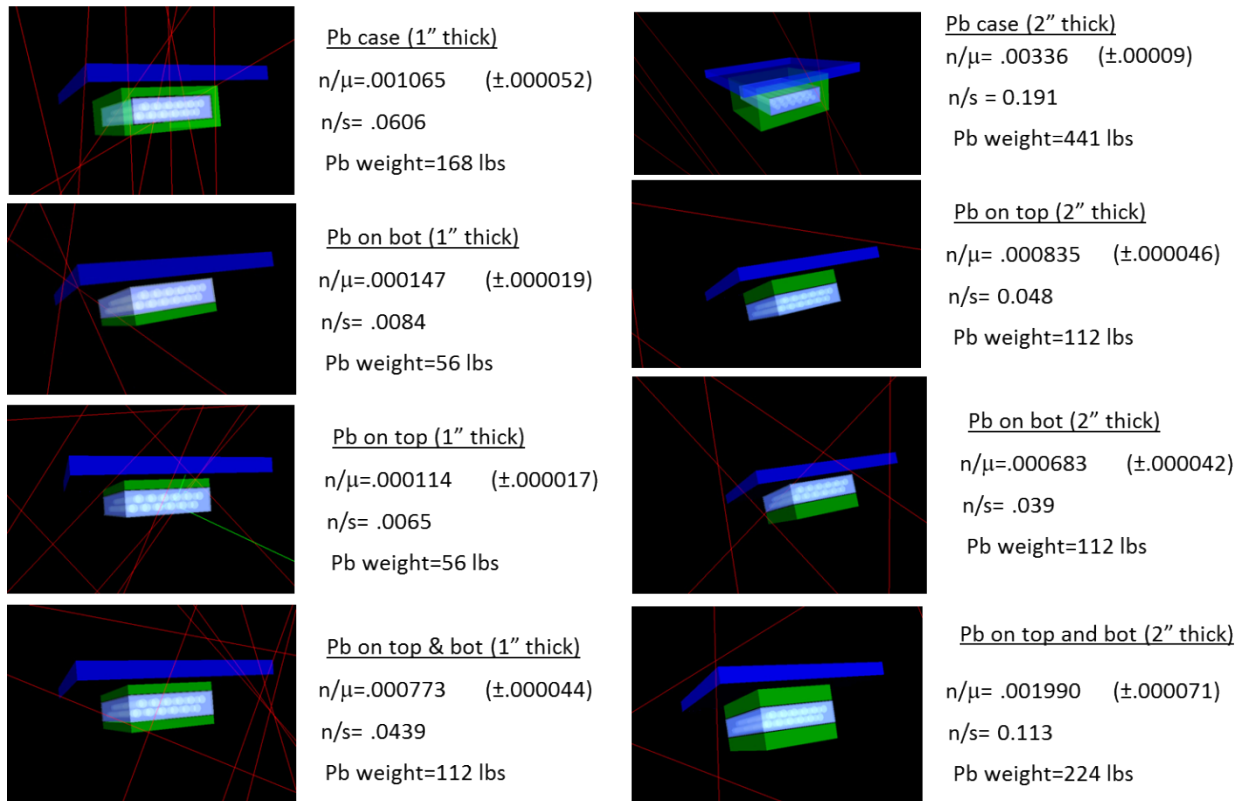 Pb case (1” thick)
n/μ=.001065 (±.000052)
n/s= .0606
Pb weight=168 lbs
Pb on bot (1” thick)
n/μ=.000147 (±.000019)
n/s= .0084
Pb weight=56 lbs
Pb on top (1” thick)
n/μ=.000114 (±.000017)
n/s= .0065
Pb weight=56 lbs
Pb on top & bot (1” thick)
n/μ=.000773 (±.000044)
n/s= .0439
Pb weight=112 lbs
Pb case (2” thick)
n/μ= .00336 (±.00009)
n/s = 0.191
Pb weight=441 lbs
Pb on top (2” thick)
n/μ= .000835 (±.000046)
n/s= 0.048
Pb weight=112 lbs
Pb on bot (2” thick)
n/μ=.000683 (±.000042)
n/s= .039
Pb weight=112 lbs
Pb on top and bot (2” thick)
n/μ= .001990 (±.000071)
n/s= 0.113
Pb weight=224 lbs